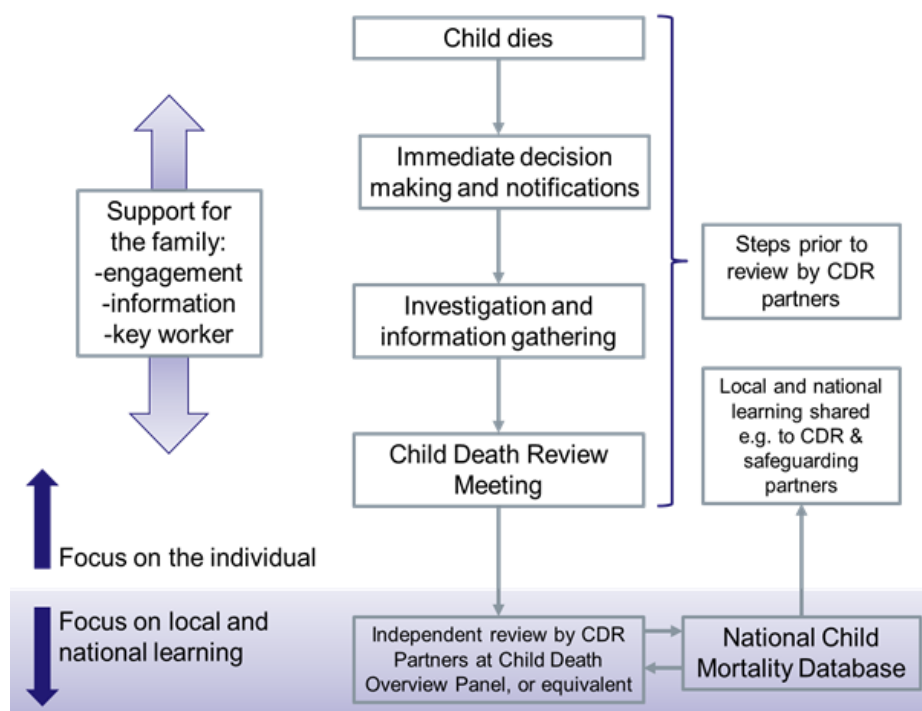 Child dies
Immediate decision
making and notifications
Support for
the family:
-engagement
-information
-key worker
Investigation and
information gathering
Steps prior to
review by CDR
partners
Child Death Review
Meeting
Local and national
learning shared
e.g. to CDR &
safeguarding
partners
Focus on the individual
Focus on local and
national learning
Independent review by CDR
Partners at Child Death
Overview Panel, or equivalent
National Child
Mortality Database